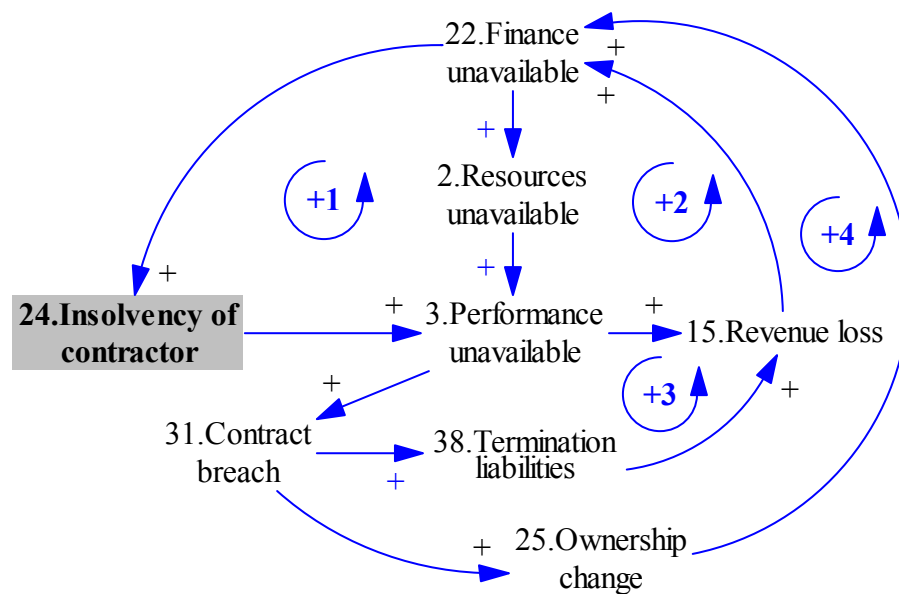 22.Finance
unavailable
+
+
+
2.Resources
unavailable
+1
+2
+4
+
+
24.Insolvency of
contractor
+
3.Performance
unavailable
+
15.Revenue loss
+
+3
+
31.Contract
breach
+
38.Termination
liabilities
+
25.Ownership
change